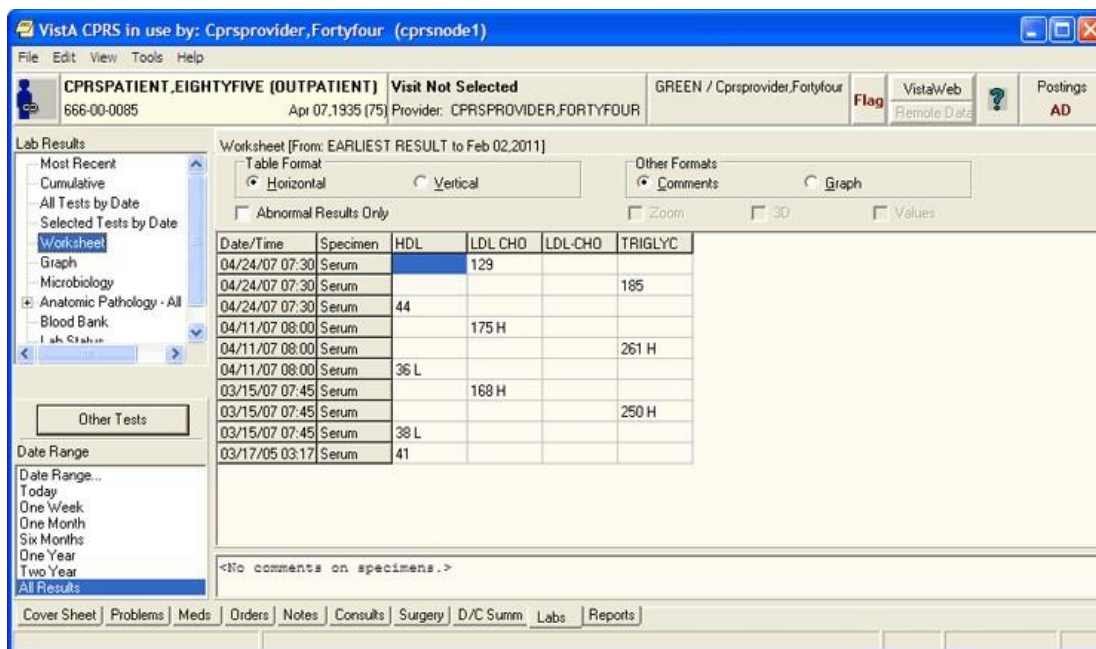 VistA CPRS in use by: Cprsprovider,Fortyfour (cprsnode1)
File Edit View Tools Help
CPRSPATIENT,EIGHTYFIVE (OUTPATIENT) Visit Not Selected GREEN / Cprsprovider,Fortyfour Flag VistaWeb ? Postings
666-00-0085 Apr 07,1935 (75) Provider: CPRSPROVIDER,FORTYFOUR Remote Data AD
Lab Results
Most Recent
Cumulative
All Tests by Date
Selected Tests by Date
Worksheet
Graph
Microbiology
Anatomic Pathology - All
Blood Bank
Lab Status
Other Tests
Date Range
Date Range...
Today
One Week
One Month
Six Months
One Year
Two Year
All Results
Worksheet [From: EARLIEST RESULT to Feb 02,2011]
Table Format Other Formats
Horizontal Vertical Comments Graph
Abnormal Results Only Zoom 3D Values
Date/Time Specimen HDL LDL CHO LDL-CHO TRIGLYC
04/24/07 07:30 Serum 129
04/24/07 07:30 Serum 185
04/24/07 07:30 Serum 44
04/11/07 08:00 Serum 175 H
04/11/07 08:00 Serum 261 H
04/11/07 08:00 Serum 36 L
03/15/07 07:45 Serum 168 H
03/15/07 07:45 Serum 250 H
03/15/07 07:45 Serum 38 L
03/17/05 03:17 Serum 41
<No comments on specimens.>
Cover Sheet Problems Meds Orders Notes Consults Surgery D/C Summ Labs Reports